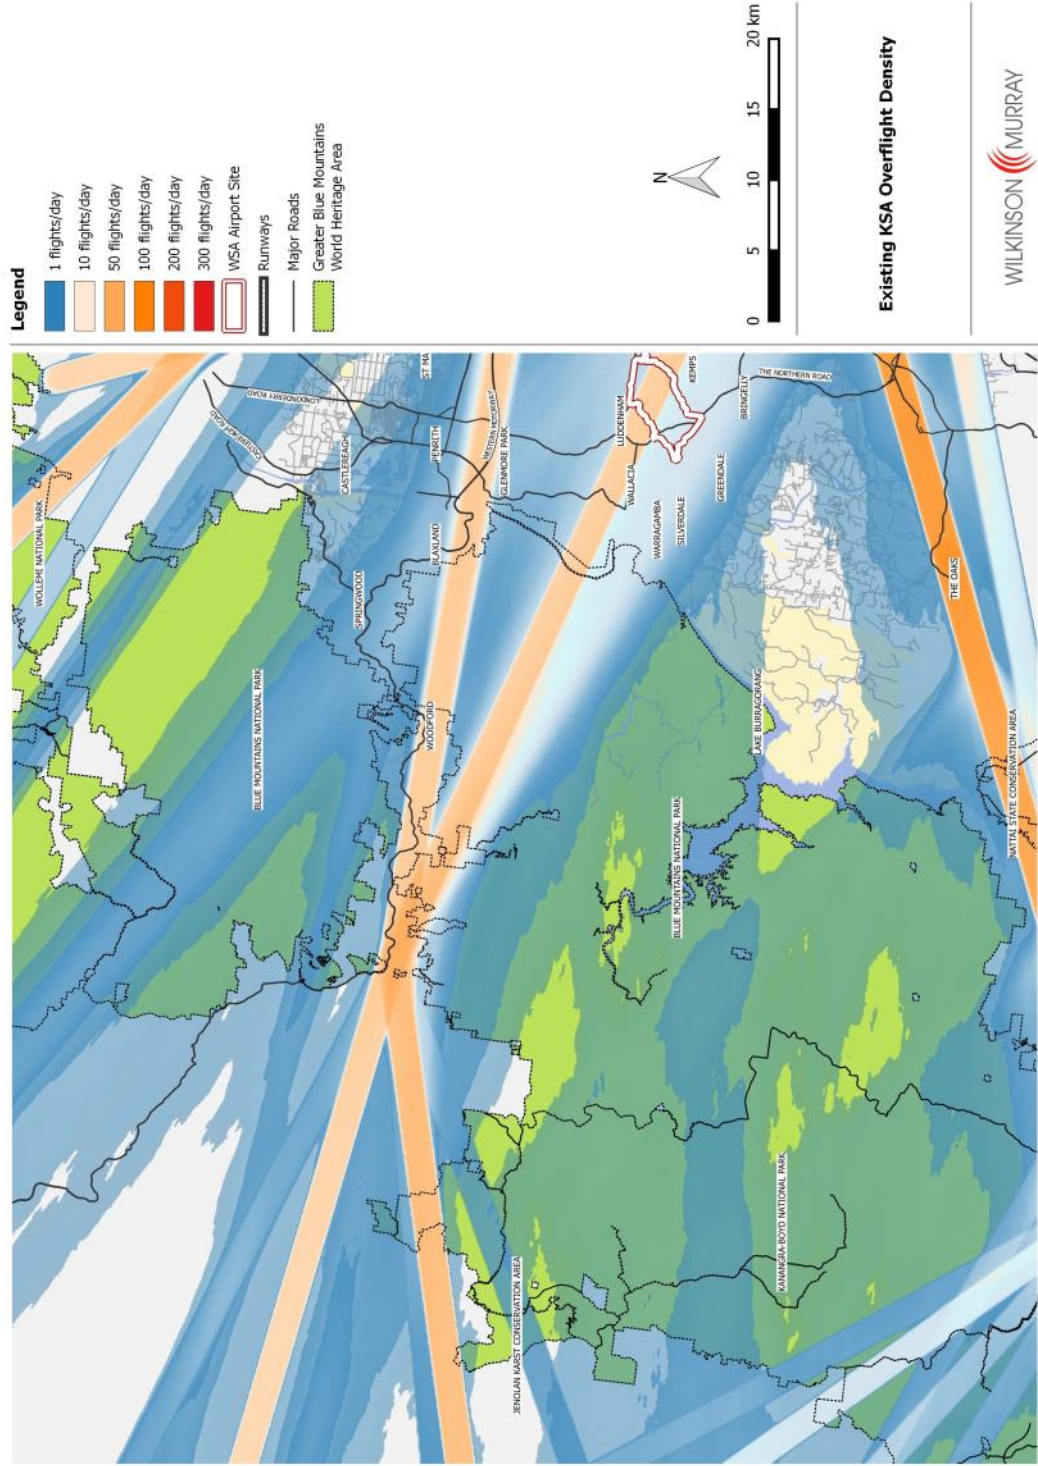 Legend
1 flights/day
10 flights/day
50 flights/day
100 flights/day
200 flights/day
300 flights/day
WSA Airport Site
Runways
Major Roads
Greater Blue Mountains
World Heritage Area
N
0 5 10 15 20 km
Existing KSA Overflight Density
WILKINSON MURRAY
WOLLEMI NATIONAL PARK
CASTLEREAGH ROAD
LONDONDERRY ROAD
CASTLEREAGH
ST MA
BLUE MOUNTAINS NATIONAL PARK
SPRINGWOOD
BLAXLAND
PENRITH
WESTERN MOTORWAY
GLENMORE PARK
WOODFORD
LUDDENHAM
WALLACIA
KEMPS
WARRAGAMBA
SILVERDALE
GREENDALE
BRINGELLY
THE NORTHERN ROAD
BLUE MOUNTAINS NATIONAL PARK
LAKE BURRAGORANG
JENOLAN KARST CONSERVATION AREA
KANANGRA-BOYD NATIONAL PARK
THE OAKS
NATTAI STATE CONSERVATION AREA